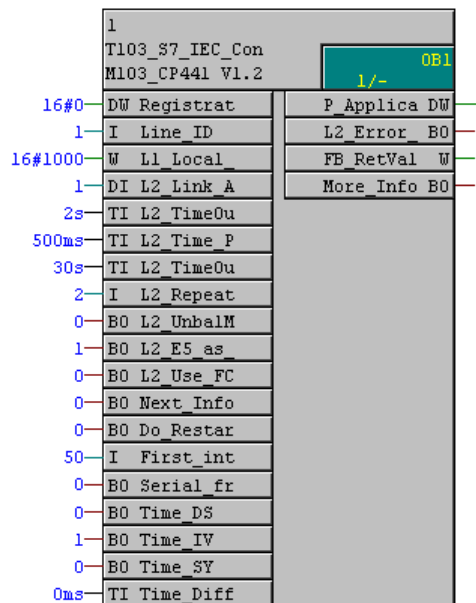 1
T103_S7_IEC_Con
M103_CP441 V1.2
OB1
1/-
16#0 DW Registrat P_Applica DW
1 I Line_ID L2_Error_ BO
16#1000 W L1_Local_ FB_RetVal W
1 DI L2_Link_A More_Info BO
2s TI L2_TimeOu
500ms TI L2_Time_P
30s TI L2_TimeOu
2 I L2_Repeat
0 BO L2_UnbalM
1 BO L2_E5_as_
0 BO L2_Use_FC
0 BO Next_Info
0 BO Do_Restar
50 I First_int
0 BO Serial_fr
0 BO Time_DS
1 BO Time_IV
0 BO Time_SY
0ms TI Time_Diff